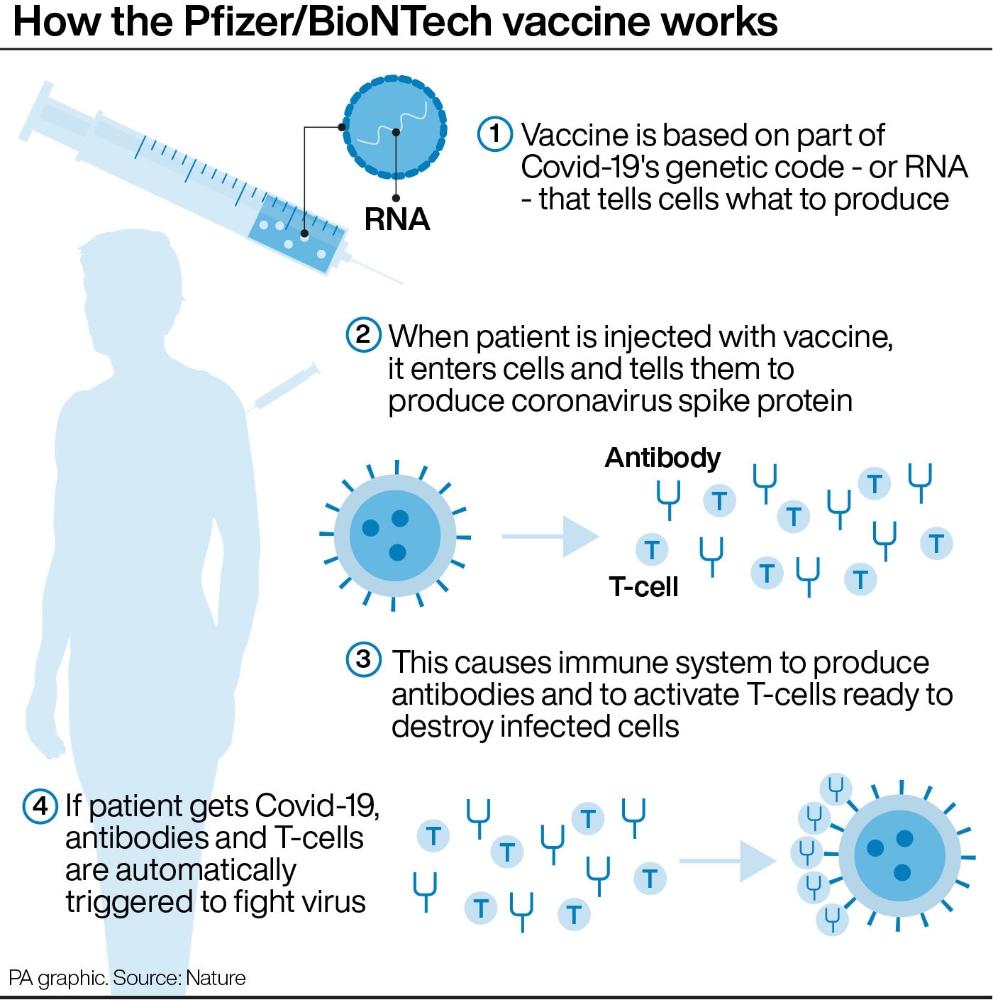 How the Pfizer/BioNTech vaccine works
RNA
1 Vaccine is based on part of
Covid-19's genetic code - or RNA
- that tells cells what to produce
2 When patient is injected with vaccine,
it enters cells and tells them to
produce coronavirus spike protein
Antibody
T
T
T
T
T
T
T
T-cell
3 This causes immune system to produce
antibodies and to activate T-cells ready to
destroy infected cells
4 If patient gets Covid-19,
antibodies and T-cells
are automatically
triggered to fight virus
T
T
T
T
T
T
PA graphic. Source: Nature